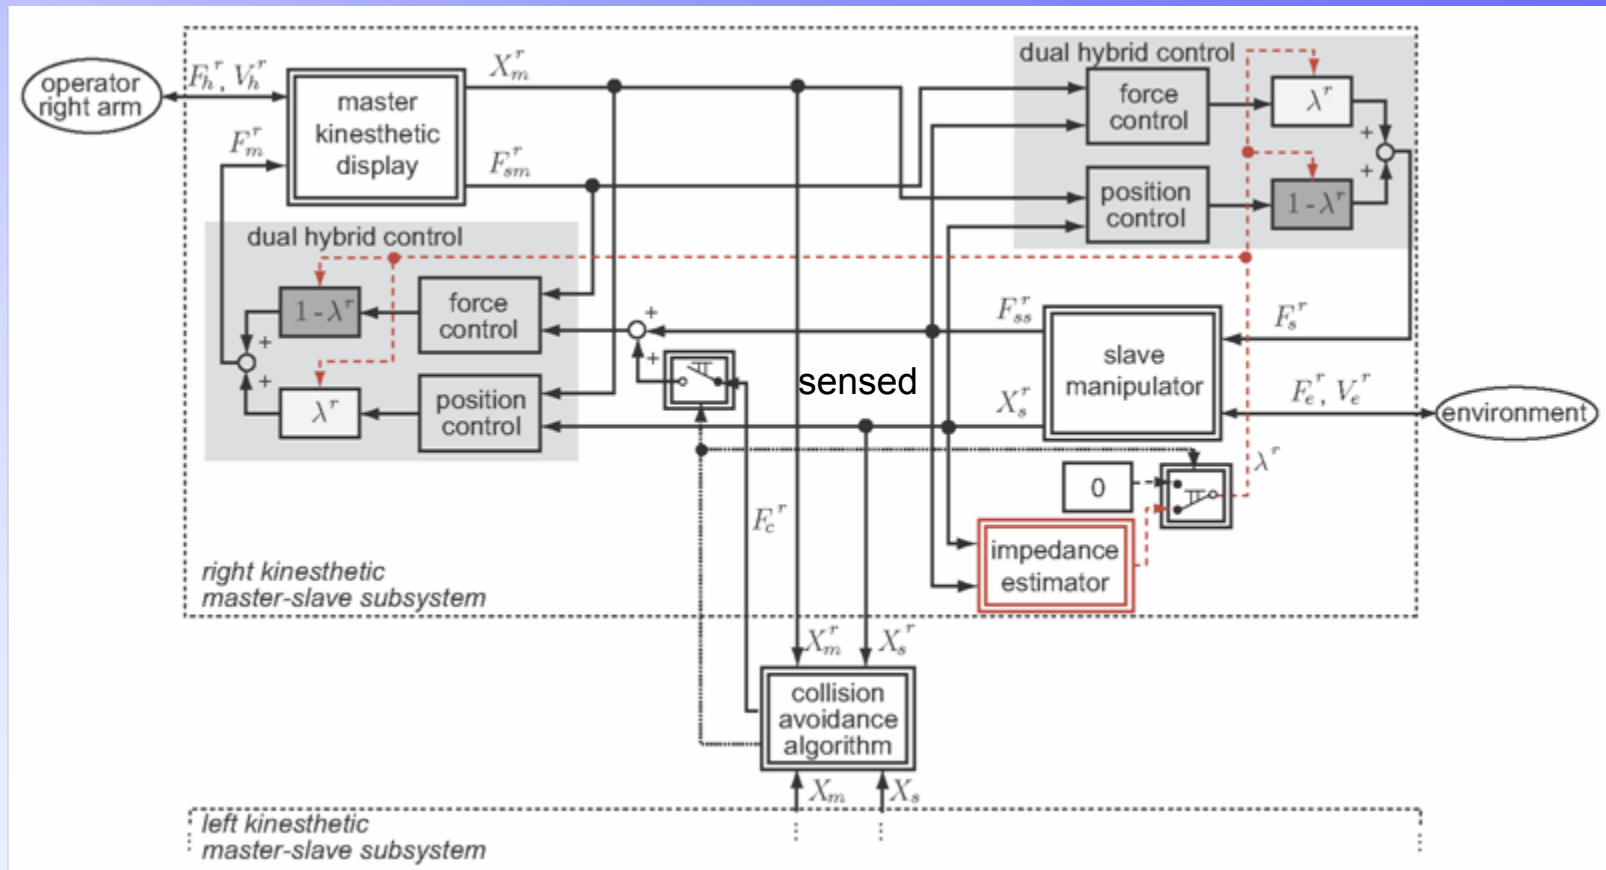 dual hybrid control
operator
right arm
F_h^r, V_h^r
X_m^r
master
kinesthetic
display
F_m^r
F_sm^r
force
control
λ^r
+
+
position
control
1 - λ^r
dual hybrid control
1 - λ^r
force
control
+
+
λ^r
position
control
+
+
sensed
F_ss^r
X_s^r
slave
manipulator
F_s^r
F_e^r, V_e^r
environment
λ^r
0
impedance
estimator
F_c^r
right kinesthetic
master-slave subsystem
X_m^r
X_s^r
collision
avoidance
algorithm
X_m
X_s
left kinesthetic
master-slave subsystem